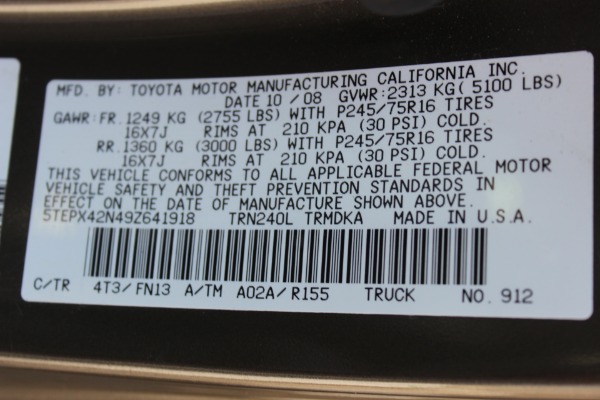 MFD. BY: TOYOTA MOTOR MANUFACTURING CALIFORNIA INC.
DATE 10 /08 GVWR:2313 KG( 5100 LBS)
GAWR:FR.1249 KG (2755 LBS) WITH P245/75R16 TIRES
16X7J RIMS AT 210 KPA (30 PSI) COLD.
RR.1360 KG (3000 LBS) WITH P245/75R16 TIRES
16X7J RIMS AT 210 KPA (30 PSI) COLD.
THIS VEHICLE CONFORMS TO ALL APPLICABLE FEDERAL MOTOR
VEHICLE SAFETY AND THEFT PREVENTION STANDARDS IN
EFFECT ON THE DATE OF MANUFACTURE SHOWN ABOVE.
5TEPX42N49Z641918 TRN240L TRMDKA MADE IN U.S.A.
C/TR 4T3/FN13 A/TM A02A/R155 TRUCK NO. 912